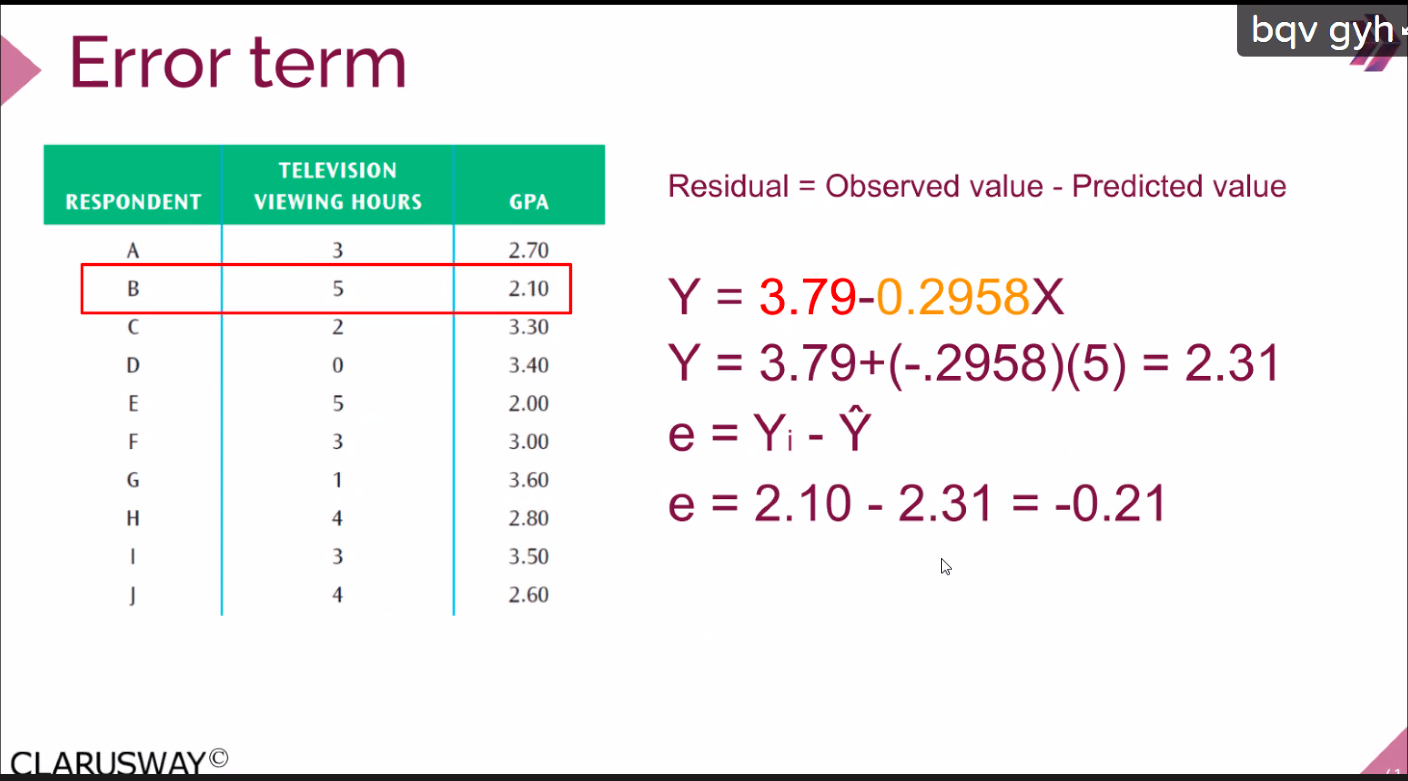 bqv gyh
Error term
TELEVISION
RESPONDENT VIEWING HOURS GPA
A 3 2.70
B 5 2.10
C 2 3.30
D 0 3.40
E 5 2.00
F 3 3.00
G 1 3.60
H 4 2.80
I 3 3.50
J 4 2.60
Residual = Observed value - Predicted value
Y = 3.79-0.2958X
Y = 3.79+(-.2958)(5) = 2.31
e = Yi - Ŷ
e = 2.10 - 2.31 = -0.21
CLARUSWAY©